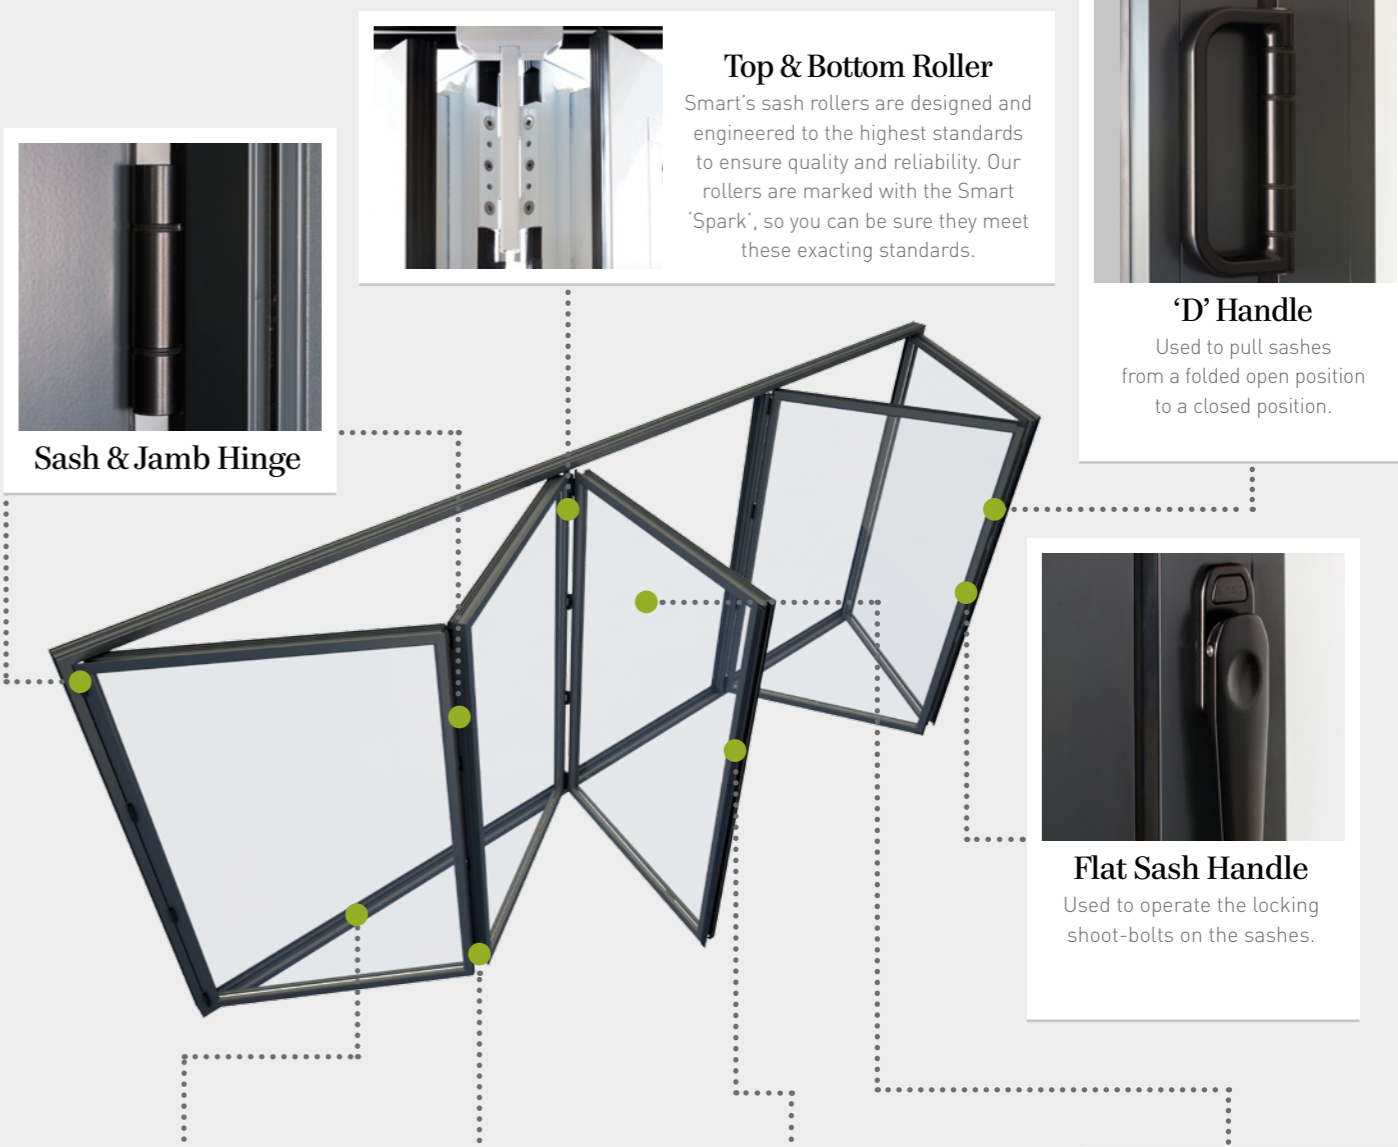 Top & Bottom Roller
Smart's sash rollers are designed and
engineered to the highest standards
to ensure quality and reliability. Our
rollers are marked with the Smart
‘Spark’, so you can be sure they meet
these exacting standards.
Sash & Jamb Hinge
‘D’ Handle
Used to pull sashes
from a folded open position
to a closed position.
Flat Sash Handle
Used to operate the locking
shoot-bolts on the sashes.